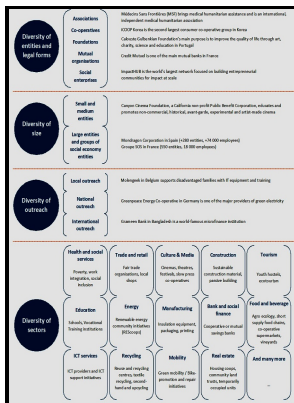 Diversity of
entities and
legal forms
Associations
Médecins Sans Frontières (MSF) brings medical humanitarian assistance and is an international,
independent medical humanitarian association
Co-operatives
iCOOP Korea is the second largest consumer co-operative group in Korea
Foundations
Calouste Gulbenkian Foundation's main purpose is to improve the quality of life through art,
charity, science and education in Portugal
Mutual
organisations
Credit Mutual is one of the main mutual banks in France
Social
enterprises
ImpactHUB is the world's largest network focused on building entrepreneurial
communities for impact at scale
Diversity
of size
Small and
medium
entities
Canyon Cinema Foundation, a California non-profit Public Benefit Corporation, educates and
promotes non-commercial, historical, avant-garde, experimental and artist-made cinema
Large entities
and groups of
social economy
entities
Mondragon Corporation in Spain (+280 entities, +74 000 employees)
Groupe SOS in France (550 entities, 18 000 employees)
Diversity of
outreach
Local outreach
Molengeek in Belgium supports disadvantaged families with IT equipment and training
National
outreach
Greenpeace Energy Co-operative in Germany is one of the major providers of green electricity
International
outreach
Grameen Bank in Bangladesh is a world-famous microfinance institution
Diversity of
sectors
Health and social
services
Poverty, work
integration, social
inclusion
Trade and retail
Fair trade
organisations,
local shops
Culture & Media
Cinemas, theatres,
festivals, slow press
co-operatives
Construction
Sustainable
construction material,
passive building
Tourism
Youth hostels,
ecotourism
Education
Schools, Vocational
Training institutions
Energy
Renewable energy
community initiatives
(REScoops)
Manufacturing
Insulation equipment,
packaging, printing
Bank and social
finance
Cooperative or mutual
savings banks
Food and beverage
Agro ecology, short
supply food chains,
co-operative
supermarkets,
vineyards
ICT services
ICT providers and ICT
support initiatives
Recycling
Reuse and recycling
centres, textile
recycling, second-
hand and upcycling
Mobility
Green mobility / Bike-
promotion and repair
initiatives
Real estate
Housing coops,
community land
trusts, temporarily
occupied units
And many more
...